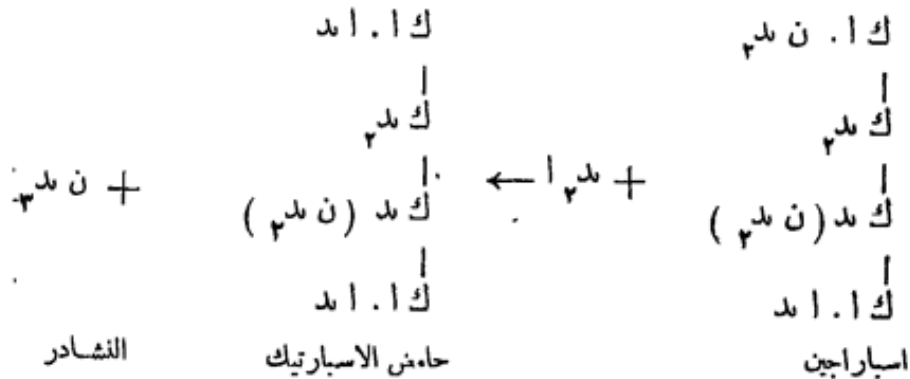 ك ا . ن يد٢ ك ا . ا يد
ك يد٢ ك يد٢
ك يد (ن يد٢) + يد٢ ا ← ك يد (ن يد٢) + ن يد٣
ك ا . ا يد ك ا . ا يد
اسباراجين حامض الاسبارتيك النشادر